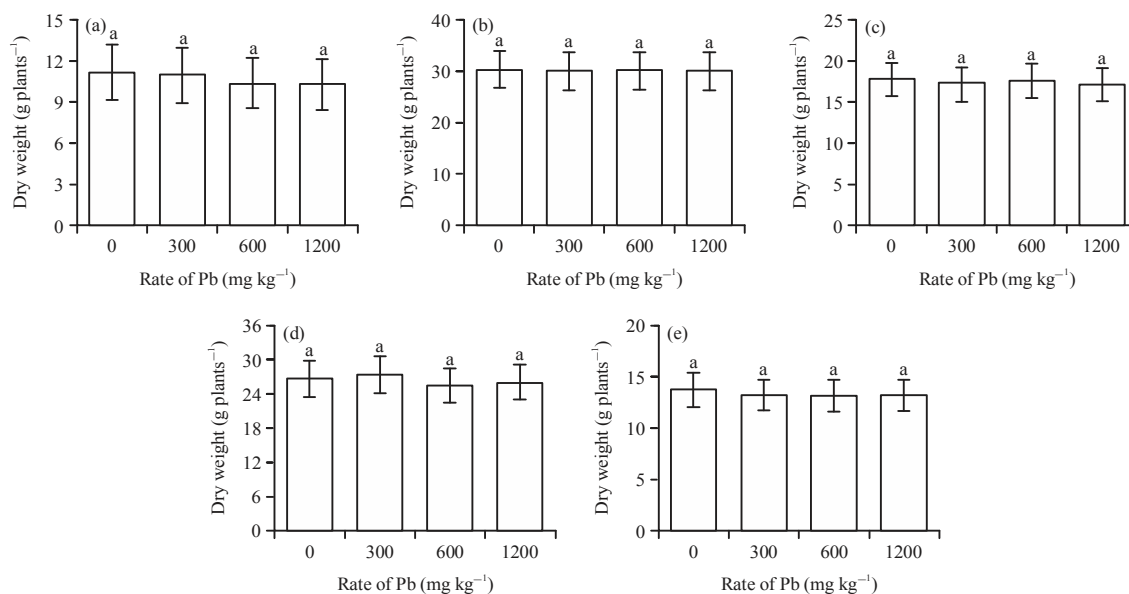 (a)
Dry weight (g plants⁻¹)
15
12
9
6
3
0
a a a a
0 300 600 1200
Rate of Pb (mg kg⁻¹)
(b)
Dry weight (g plants⁻¹)
40
30
20
10
0
a a a a
0 300 600 1200
Rate of Pb (mg kg⁻¹)
(c)
Dry weight (g plants⁻¹)
25
20
15
10
5
0
a a a a
0 300 600 1200
Rate of Pb (mg kg⁻¹)
(d)
Dry weight (g plants⁻¹)
36
30
24
18
12
6
0
a a a a
0 300 600 1200
Rate of Pb (mg kg⁻¹)
(e)
Dry weight (g plants⁻¹)
20
15
10
5
0
a a a a
0 300 600 1200
Rate of Pb (mg kg⁻¹)